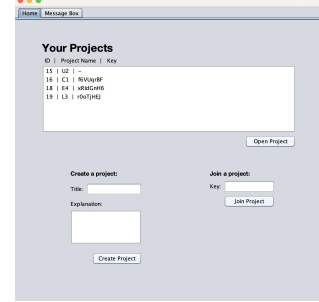 Home Message Box
Your Projects
ID | Project Name | Key
15 | U2 | -
16 | C1 | f6VUqrBF
18 | E4 | xRldGnH6
19 | L3 | r0oTjHEJ
Open Project
Create a project:
Title:
Explanation:
Create Project
Join a project:
Key:
Join Project